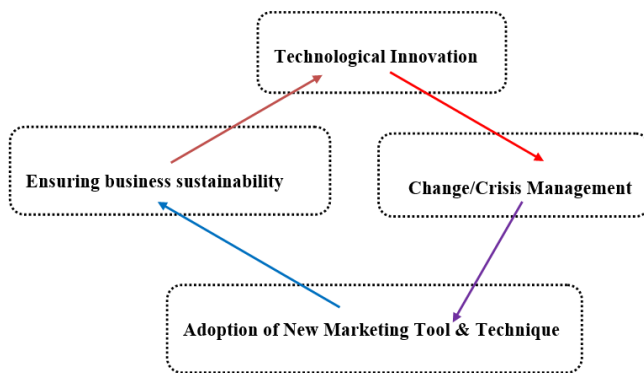 Technological Innovation
Ensuring business sustainability
Change/Crisis Management
Adoption of New Marketing Tool & Technique